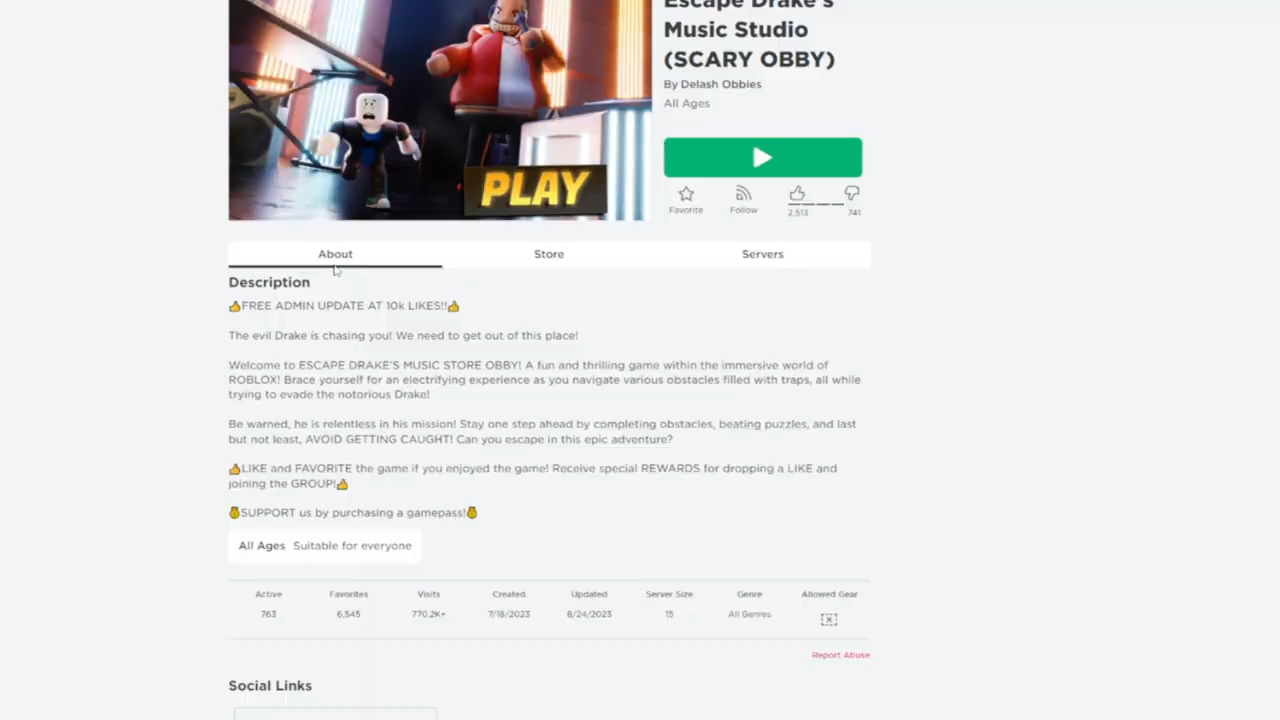 Escape Drake's
Music Studio
(SCARY OBBY)
By Delash Obbies
All Ages
PLAY
Favorite
Follow
2,513
741
About
Store
Servers
Description
👍FREE ADMIN UPDATE AT 10k LIKES!!👍
The evil Drake is chasing you! We need to get out of this place!
Welcome to ESCAPE DRAKE'S MUSIC STORE OBBY! A fun and thrilling game within the immersive world of
ROBLOX! Brace yourself for an electrifying experience as you navigate various obstacles filled with traps, all while
trying to evade the notorious Drake!
Be warned, he is relentless in his mission! Stay one step ahead by completing obstacles, beating puzzles, and last
but not least, AVOID GETTING CAUGHT! Can you escape in this epic adventure?
👍LIKE and FAVORITE the game if you enjoyed the game! Receive special REWARDS for dropping a LIKE and
joining the GROUP!👍
💰SUPPORT us by purchasing a gamepass!💰
All Ages Suitable for everyone
Active Favorites Visits Created Updated Server Size Genre Allowed Gear
763 6,545 770.2K+ 7/18/2023 8/24/2023 15 All Genres
Report Abuse
Social Links